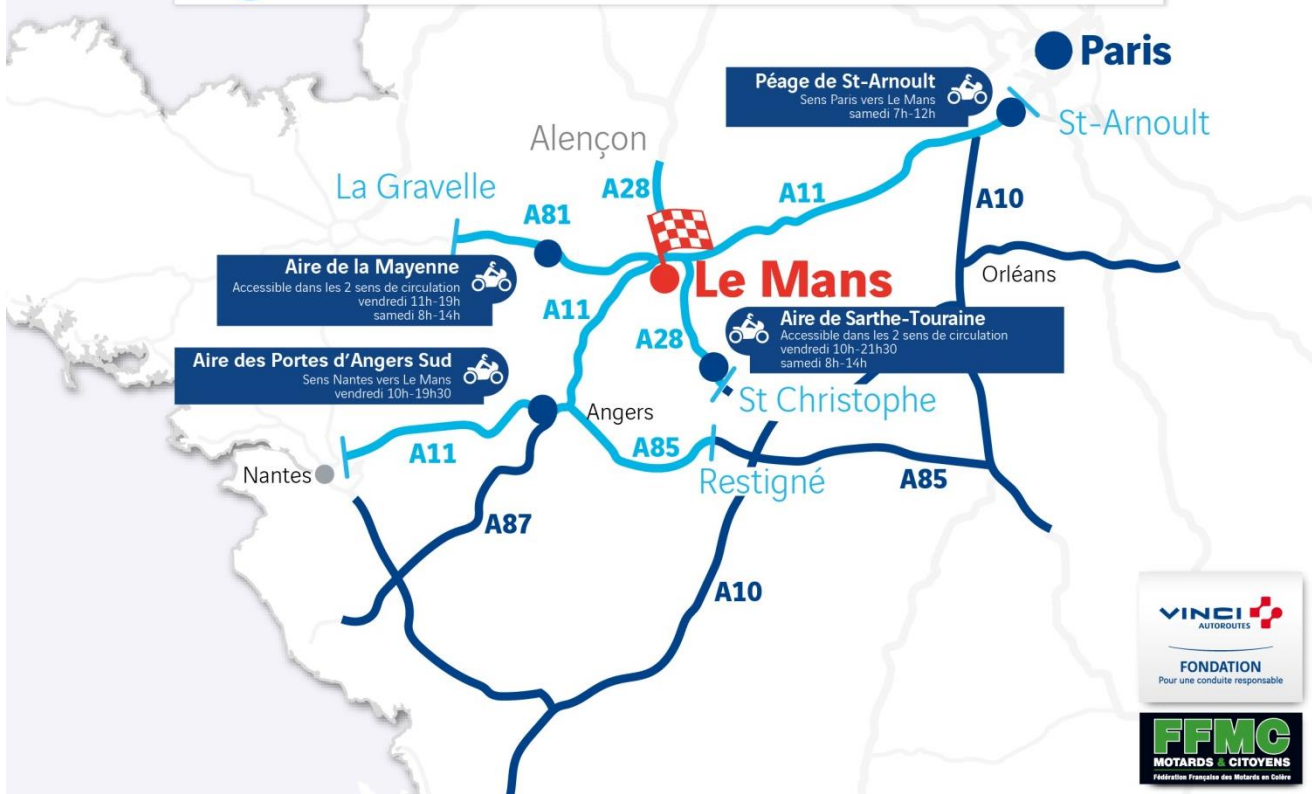 Paris
Péage de St-Arnoult
Sens Paris vers Le Mans
samedi 7h-12h
St-Arnoult
Alençon
La Gravelle
A28
A11
A10
A81
Orléans
Aire de la Mayenne
Accessible dans les 2 sens de circulation
vendredi 11h-19h
samedi 8h-14h
Le Mans
A11
Aire de Sarthe-Touraine
Accessible dans les 2 sens de circulation
vendredi 10h-21h30
samedi 8h-14h
A28
Aire des Portes d'Angers Sud
Sens Nantes vers Le Mans
vendredi 10h-19h30
St Christophe
Angers
A11
A85
Nantes
Restigné
A85
A87
A10
VINCI
AUTOROUTES
FONDATION
Pour une conduite responsable
FFMC
MOTARDS & CITOYENS
Fédération Française des Motards en Colère